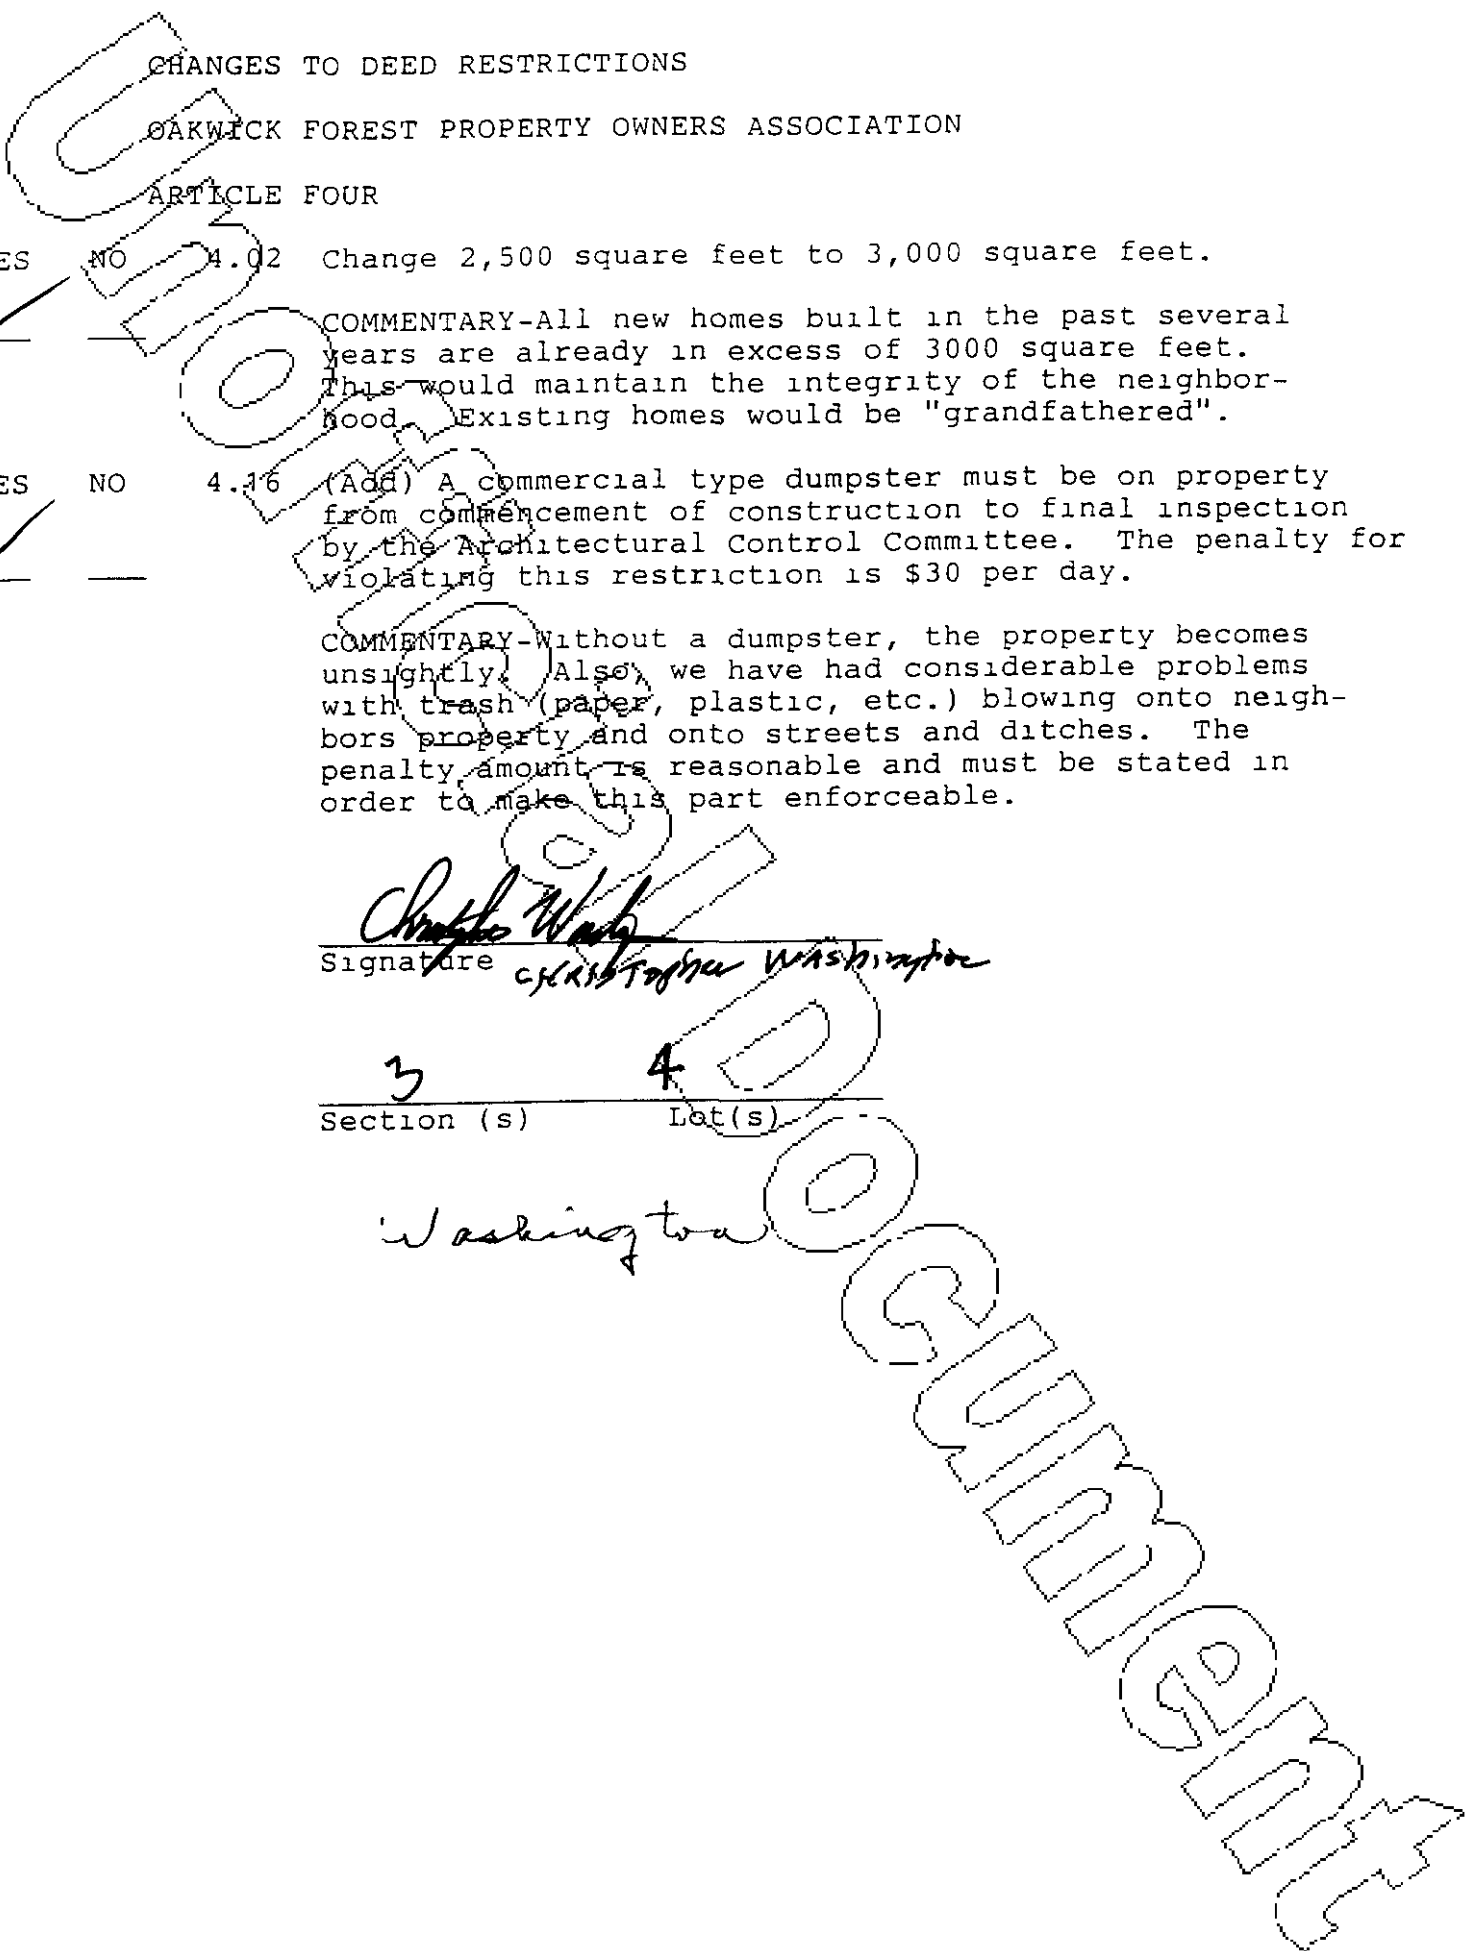 CHANGES TO DEED RESTRICTIONS
OAKWICK FOREST PROPERTY OWNERS ASSOCIATION
ARTICLE FOUR
ES NO 4.02 Change 2,500 square feet to 3,000 square feet.
COMMENTARY-All new homes built in the past several
years are already in excess of 3000 square feet.
This would maintain the integrity of the neighbor-
hood. Existing homes would be "grandfathered".
ES NO 4.16 (Add) A commercial type dumpster must be on property
from commencement of construction to final inspection
by the Architectural Control Committee. The penalty for
violating this restriction is $30 per day.
COMMENTARY-Without a dumpster, the property becomes
unsightly. Also, we have had considerable problems
with trash (paper, plastic, etc.) blowing onto neigh-
bors property and onto streets and ditches. The
penalty amount is reasonable and must be stated in
order to make this part enforceable.
Signature CHRISTopher WAShington
3 4
Section (s) Lot(s)
Washington
Unofficial Document